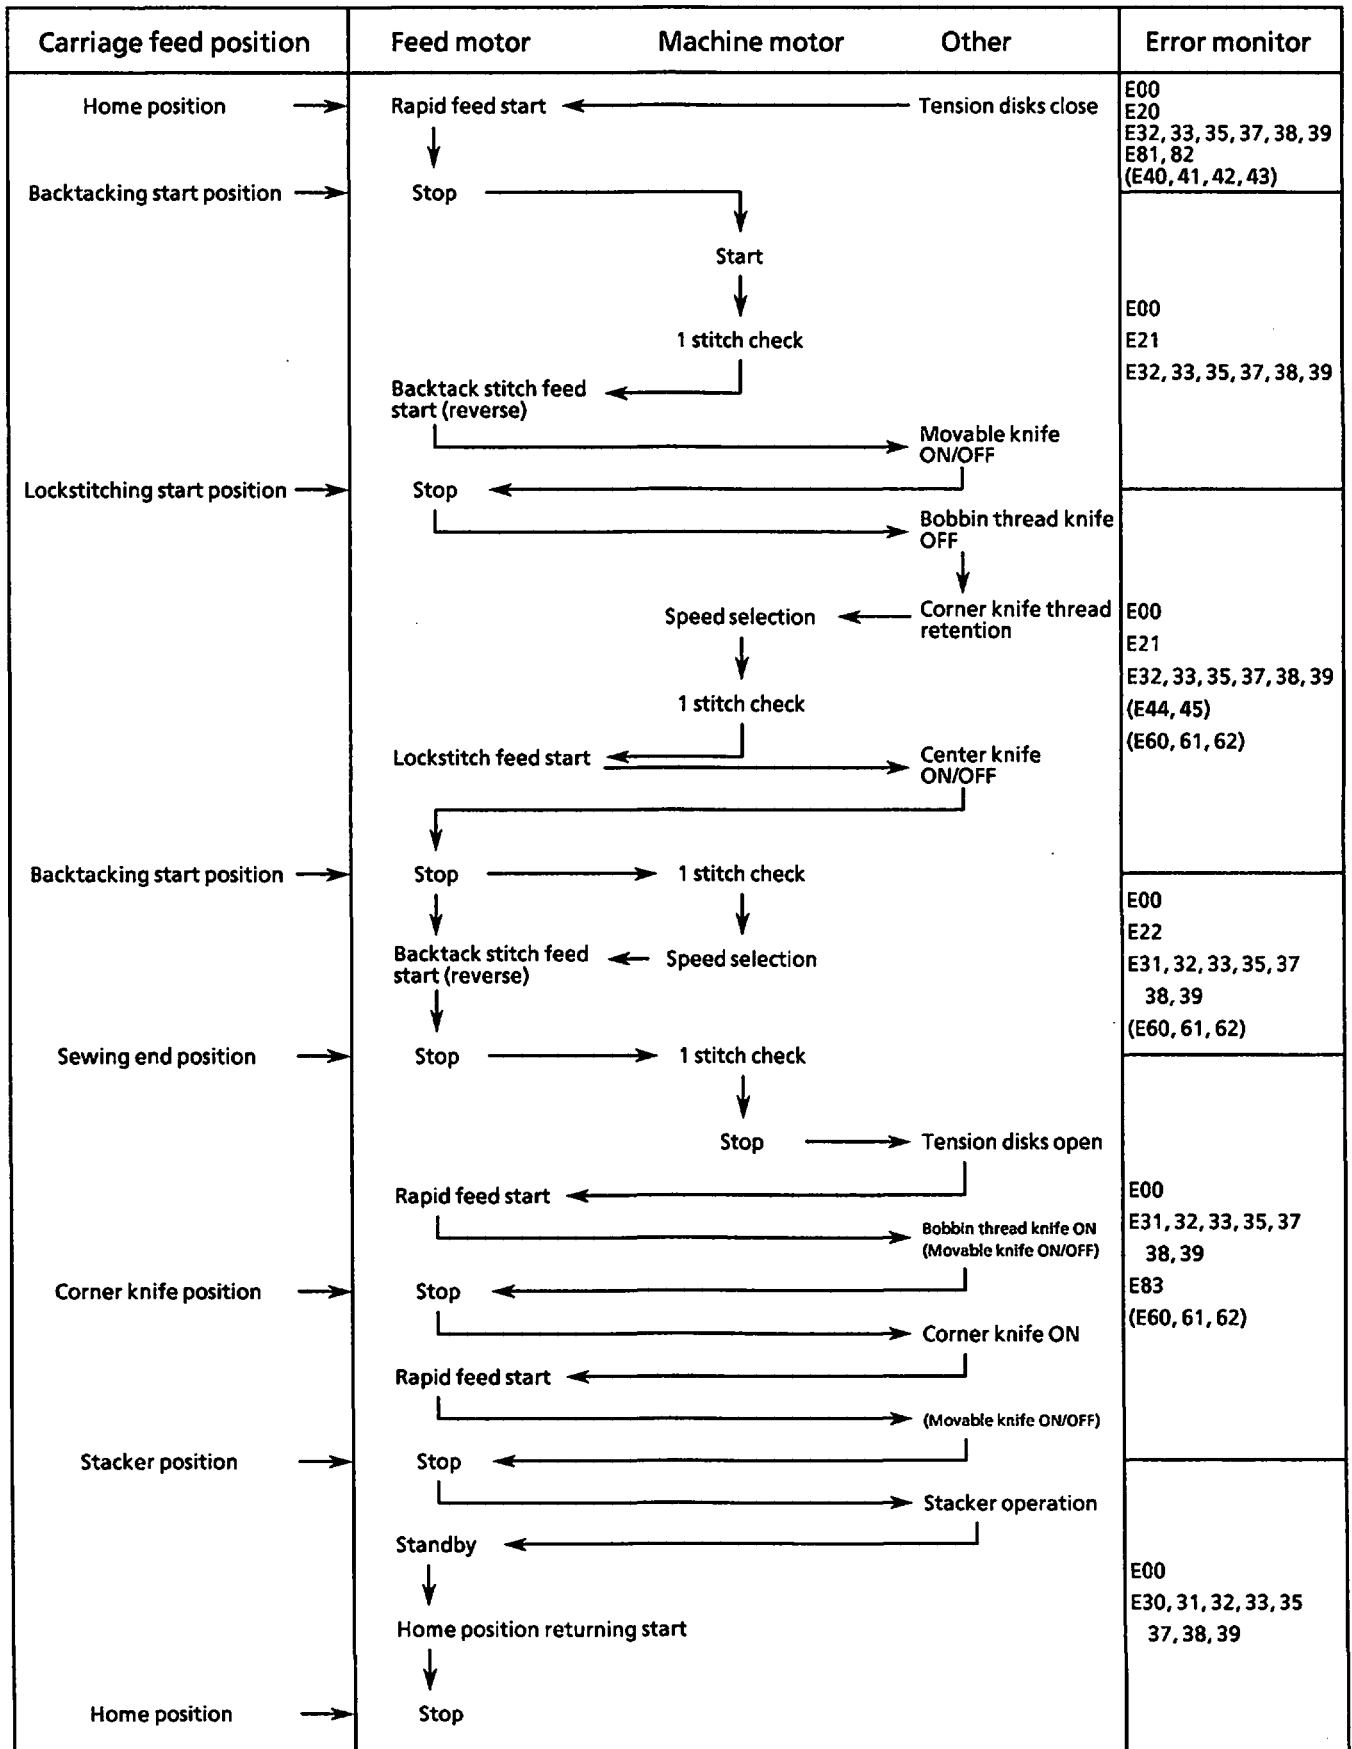 Carriage feed position
Feed motor
Machine motor
Other
Error monitor
Home position
Rapid feed start
Tension disks close
E00
E20
E32, 33, 35, 37, 38, 39
E81, 82
(E40, 41, 42, 43)
Backtacking start position
Stop
Start
1 stitch check
Backtack stitch feed
start (reverse)
Movable knife
ON/OFF
E00
E21
E32, 33, 35, 37, 38, 39
Lockstitching start position
Stop
Bobbin thread knife
OFF
Corner knife thread
retention
Speed selection
1 stitch check
Lockstitch feed start
Center knife
ON/OFF
E00
E21
E32, 33, 35, 37, 38, 39
(E44, 45)
(E60, 61, 62)
Backtacking start position
Stop
1 stitch check
Backtack stitch feed
start (reverse)
Speed selection
E00
E22
E31, 32, 33, 35, 37
38, 39
(E60, 61, 62)
Sewing end position
Stop
1 stitch check
Stop
Tension disks open
Rapid feed start
Bobbin thread knife ON
(Movable knife ON/OFF)
Corner knife position
Stop
Corner knife ON
Rapid feed start
(Movable knife ON/OFF)
E00
E31, 32, 33, 35, 37
38, 39
E83
(E60, 61, 62)
Stacker position
Stop
Stacker operation
Standby
Home position returning start
E00
E30, 31, 32, 33, 35
37, 38, 39
Home position
Stop